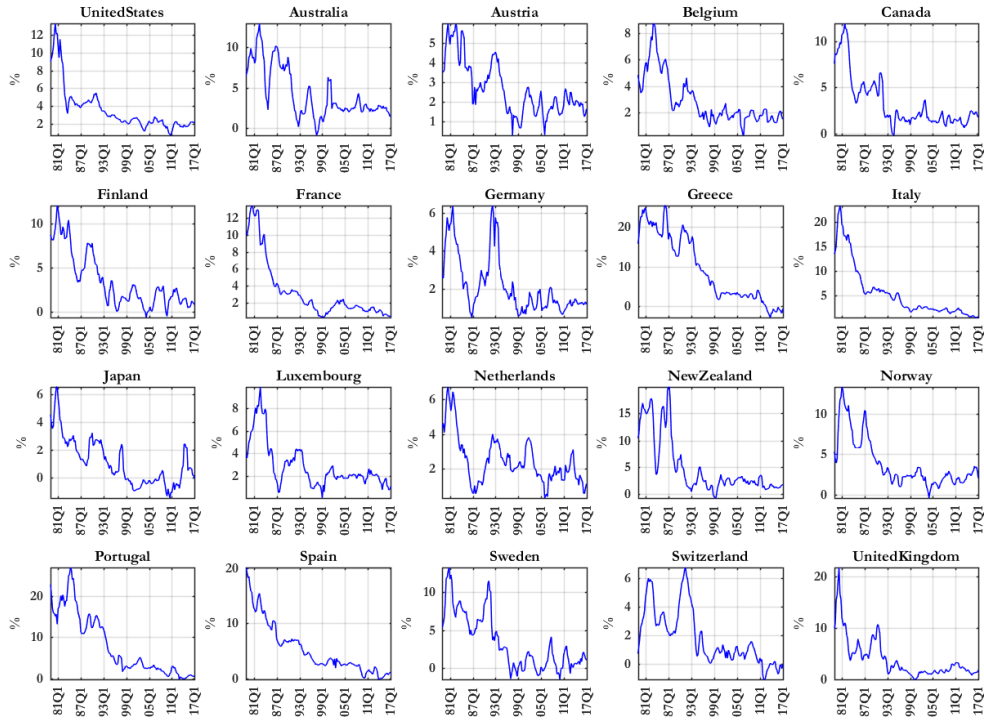 UnitedStates
12
10
8
6
4
2
%
81Q1
87Q1
93Q1
99Q1
05Q1
11Q1
17Q1
Australia
10
5
0
%
81Q1
87Q1
93Q1
99Q1
05Q1
11Q1
17Q1
Austria
5
4
3
2
1
%
81Q1
87Q1
93Q1
99Q1
05Q1
11Q1
17Q1
Belgium
8
6
4
2
%
81Q1
87Q1
93Q1
99Q1
05Q1
11Q1
17Q1
Canada
10
5
0
%
81Q1
87Q1
93Q1
99Q1
05Q1
11Q1
17Q1
Finland
10
5
0
%
81Q1
87Q1
93Q1
99Q1
05Q1
11Q1
17Q1
France
12
10
8
6
4
2
%
81Q1
87Q1
93Q1
99Q1
05Q1
11Q1
17Q1
Germany
6
4
2
%
81Q1
87Q1
93Q1
99Q1
05Q1
11Q1
17Q1
Greece
20
10
0
%
81Q1
87Q1
93Q1
99Q1
05Q1
11Q1
17Q1
Italy
20
15
10
5
%
81Q1
87Q1
93Q1
99Q1
05Q1
11Q1
17Q1
Japan
6
4
2
0
%
81Q1
87Q1
93Q1
99Q1
05Q1
11Q1
17Q1
Luxembourg
8
6
4
2
%
81Q1
87Q1
93Q1
99Q1
05Q1
11Q1
17Q1
Netherlands
6
4
2
%
81Q1
87Q1
93Q1
99Q1
05Q1
11Q1
17Q1
NewZealand
15
10
5
0
%
81Q1
87Q1
93Q1
99Q1
05Q1
11Q1
17Q1
Norway
10
5
0
%
81Q1
87Q1
93Q1
99Q1
05Q1
11Q1
17Q1
Portugal
20
10
0
%
81Q1
87Q1
93Q1
99Q1
05Q1
11Q1
17Q1
Spain
15
10
5
0
%
81Q1
87Q1
93Q1
99Q1
05Q1
11Q1
17Q1
Sweden
10
5
0
%
81Q1
87Q1
93Q1
99Q1
05Q1
11Q1
17Q1
Switzerland
6
4
2
0
%
81Q1
87Q1
93Q1
99Q1
05Q1
11Q1
17Q1
UnitedKingdom
20
10
0
%
81Q1
87Q1
93Q1
99Q1
05Q1
11Q1
17Q1